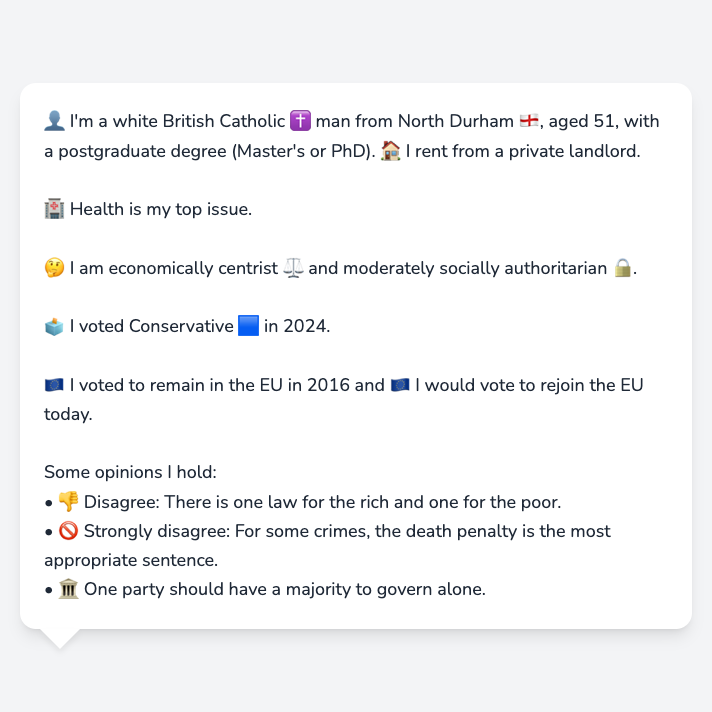 👤 I'm a white British Catholic ✝️ man from North Durham 🏴󠁧󠁢󠁥󠁮󠁧󠁿, aged 51, with
a postgraduate degree (Master's or PhD). 🏠 I rent from a private landlord.
🏥 Health is my top issue.
🤔 I am economically centrist ⚖️ and moderately socially authoritarian 🔒.
🗳️ I voted Conservative 🟦 in 2024.
🇪🇺 I voted to remain in the EU in 2016 and 🇪🇺 I would vote to rejoin the EU
today.
Some opinions I hold:
• 👎 Disagree: There is one law for the rich and one for the poor.
• 🚫 Strongly disagree: For some crimes, the death penalty is the most
appropriate sentence.
• 🏛️ One party should have a majority to govern alone.